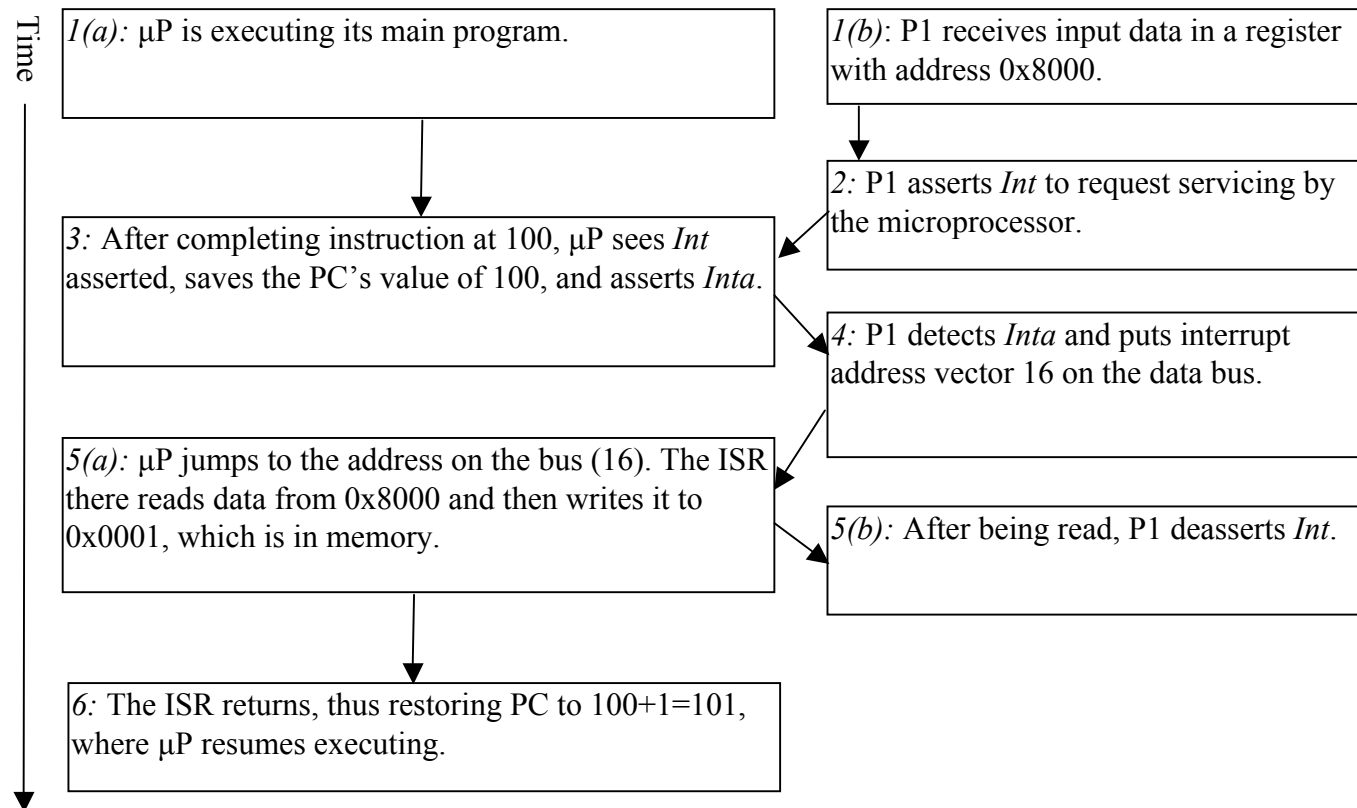 Time
1(a): μP is executing its main program.
1(b): P1 receives input data in a register
with address 0x8000.
2: P1 asserts Int to request servicing by
the microprocessor.
3: After completing instruction at 100, μP sees Int
asserted, saves the PC’s value of 100, and asserts Inta.
4: P1 detects Inta and puts interrupt
address vector 16 on the data bus.
5(a): μP jumps to the address on the bus (16). The ISR
there reads data from 0x8000 and then writes it to
0x0001, which is in memory.
5(b): After being read, P1 deasserts Int.
6: The ISR returns, thus restoring PC to 100+1=101,
where μP resumes executing.